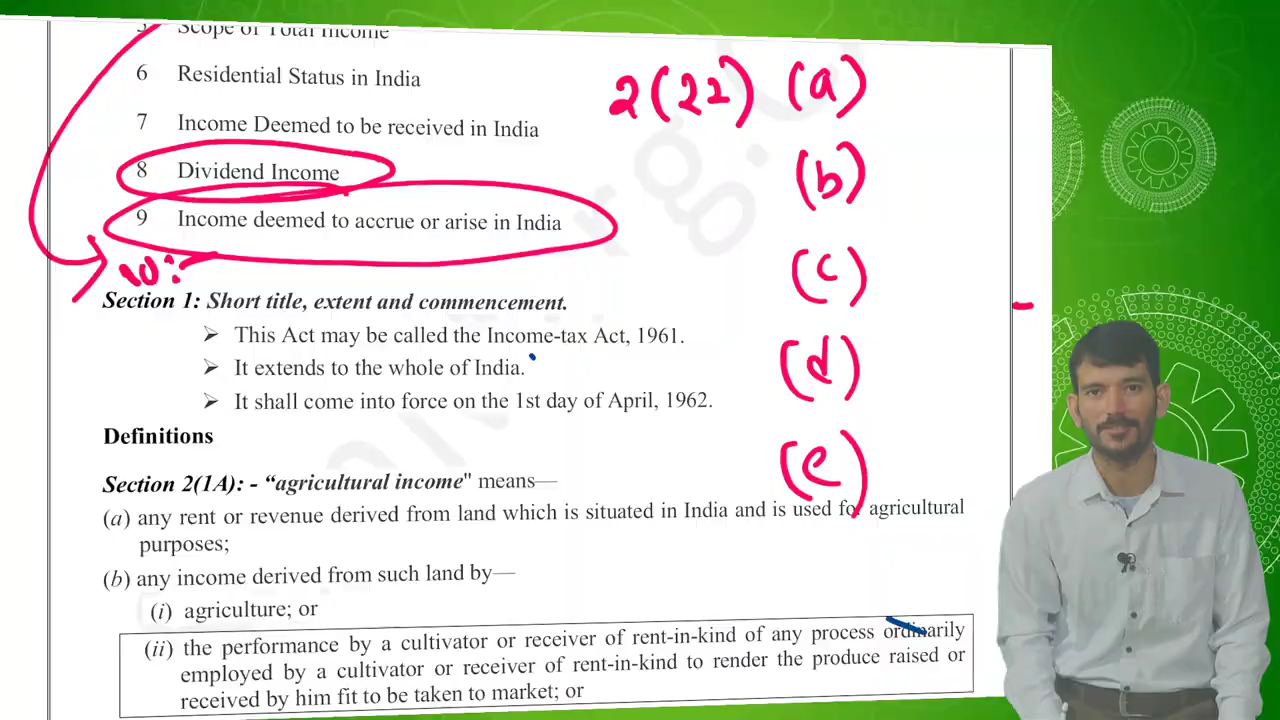 5 Scope of Total Income
6 Residential Status in India
7 Income Deemed to be received in India
8 Dividend Income
9 Income deemed to accrue or arise in India
10:
2(22) (a)
(b)
(c)
(d)
(e)
Section 1: Short title, extent and commencement.
➢ This Act may be called the Income-tax Act, 1961.
➢ It extends to the whole of India.
➢ It shall come into force on the 1st day of April, 1962.
Definitions
Section 2(1A): - “agricultural income" means—
(a) any rent or revenue derived from land which is situated in India and is used for agricultural
purposes;
(b) any income derived from such land by—
(i) agriculture; or
(ii) the performance by a cultivator or receiver of rent-in-kind of any process ordinarily
employed by a cultivator or receiver of rent-in-kind to render the produce raised or
received by him fit to be taken to market; or